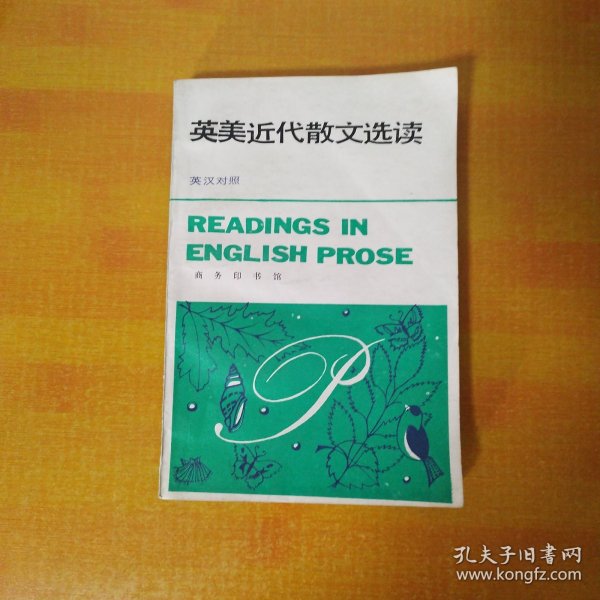 英美近代散文选读
英汉对照
READINGS IN
ENGLISH PROSE
商务印书馆
P
孔夫子旧书网
www.kongfz.com